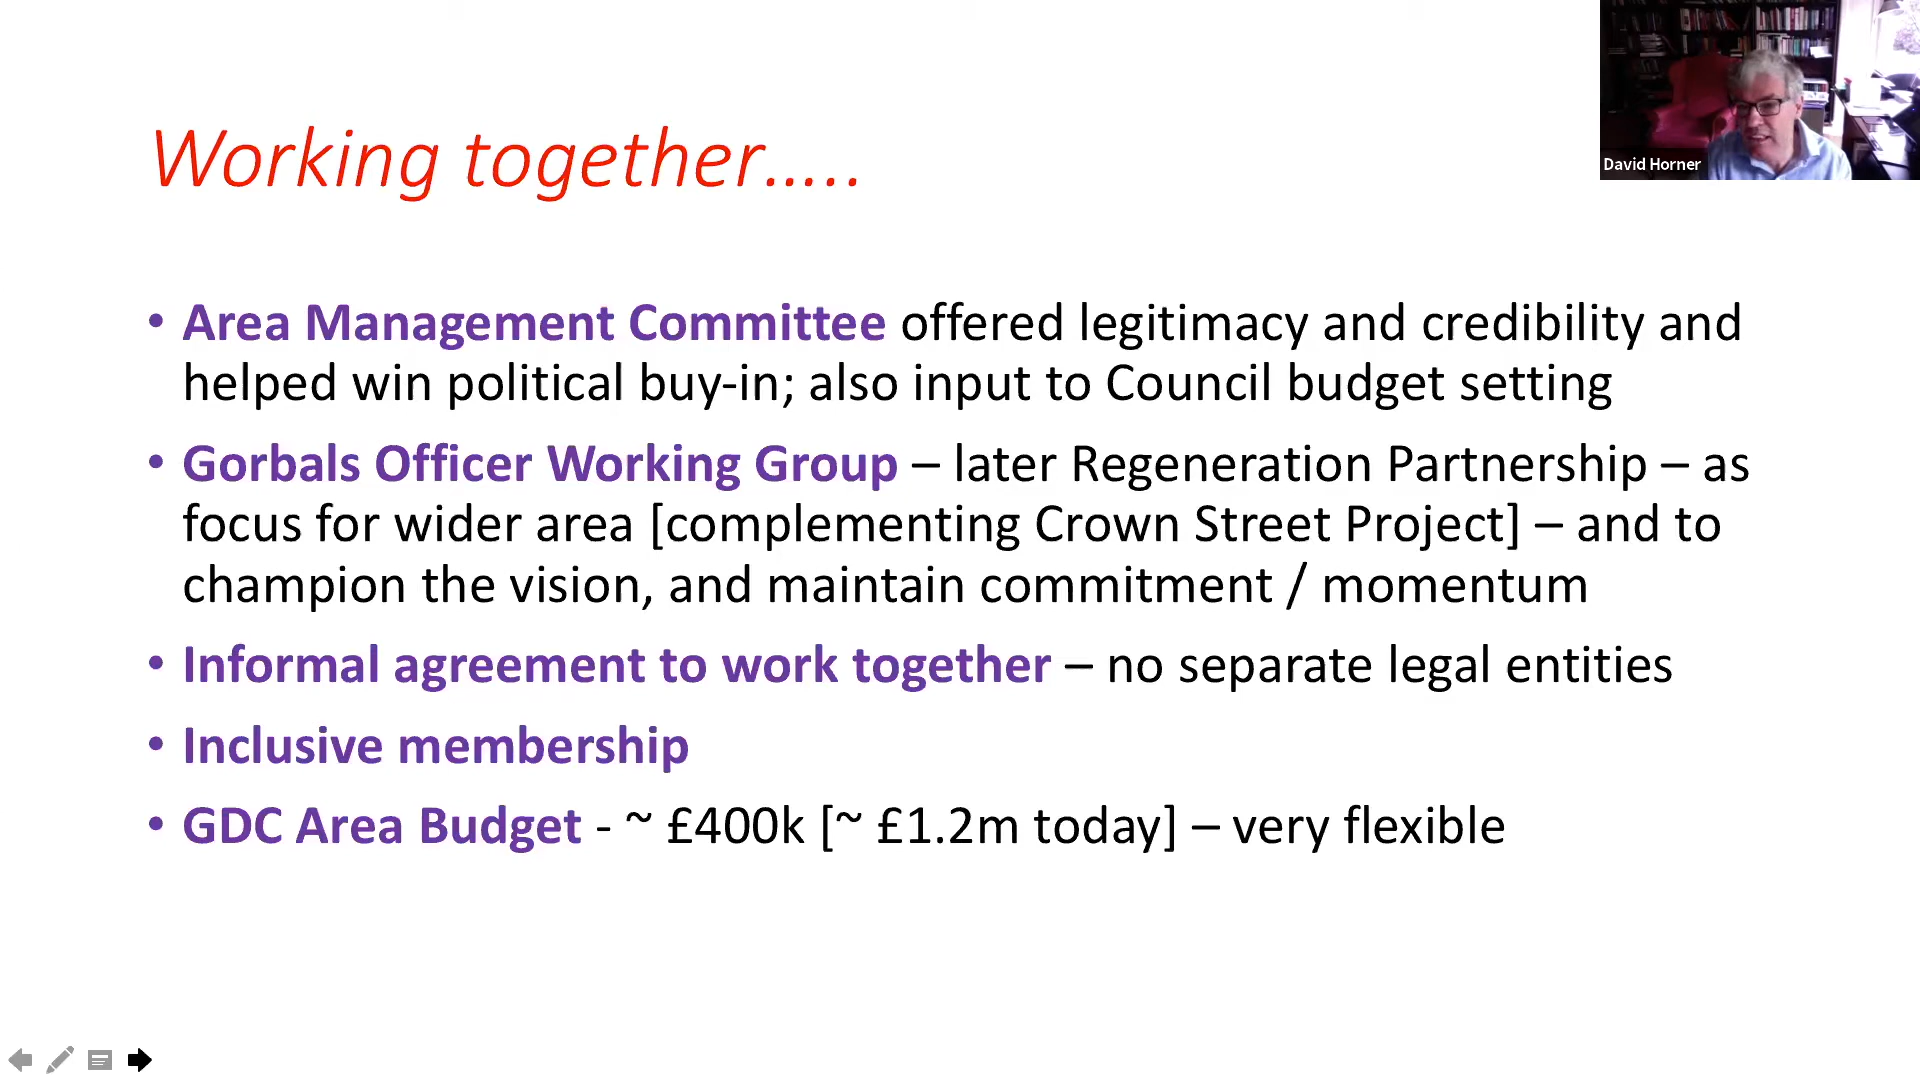 David Horner
Working together.....
• Area Management Committee offered legitimacy and credibility and
helped win political buy-in; also input to Council budget setting
• Gorbals Officer Working Group – later Regeneration Partnership – as
focus for wider area [complementing Crown Street Project] – and to
champion the vision, and maintain commitment / momentum
• Informal agreement to work together – no separate legal entities
• Inclusive membership
• GDC Area Budget - ~ £400k [~ £1.2m today] – very flexible